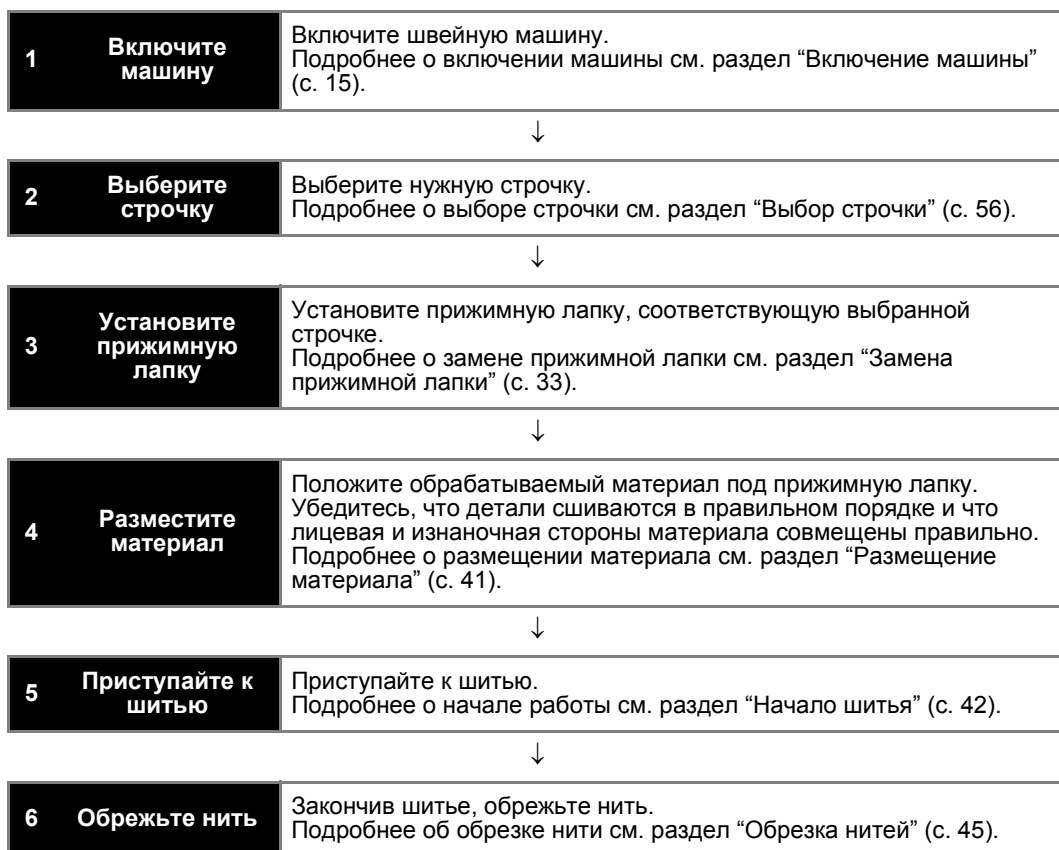 1
Включите
машину
Включите швейную машину.
Подробнее о включении машины см. раздел “Включение машины”
(с. 15).
↓
2
Выберите
строчку
Выберите нужную строчку.
Подробнее о выборе строчки см. раздел “Выбор строчки” (с. 56).
↓
3
Установите
прижимную
лапку
Установите прижимную лапку, соответствующую выбранной
строчке.
Подробнее о замене прижимной лапки см. раздел “Замена
прижимной лапки” (с. 33).
↓
4
Разместите
материал
Положите обрабатываемый материал под прижимную лапку.
Убедитесь, что детали сшиваются в правильном порядке и что
лицевая и изнаночная стороны материала совмещены правильно.
Подробнее о размещении материала см. раздел “Размещение
материала” (с. 41).
↓
5
Приступайте к
шитью
Приступайте к шитью.
Подробнее о начале работы см. раздел “Начало шитья” (с. 42).
↓
6
Обрежьте нить
Закончив шитье, обрежьте нить.
Подробнее об обрезке нити см. раздел “Обрезка нитей” (с. 45).